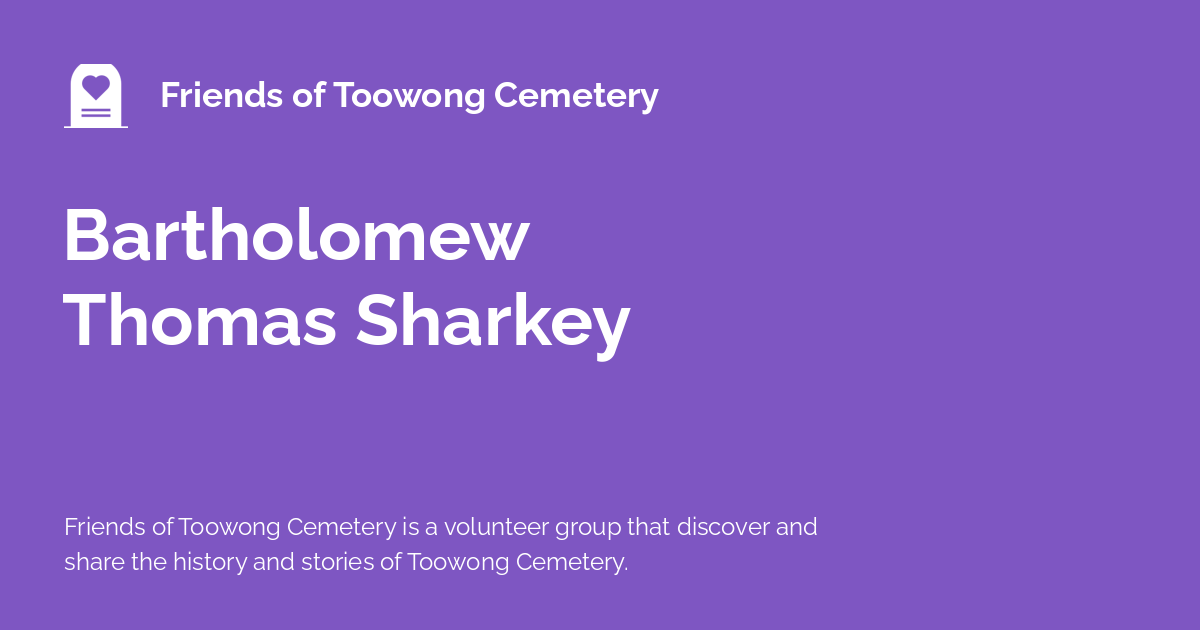 Friends of Toowong Cemetery
Bartholomew
Thomas Sharkey
Friends of Toowong Cemetery is a volunteer group that discover and
share the history and stories of Toowong Cemetery.